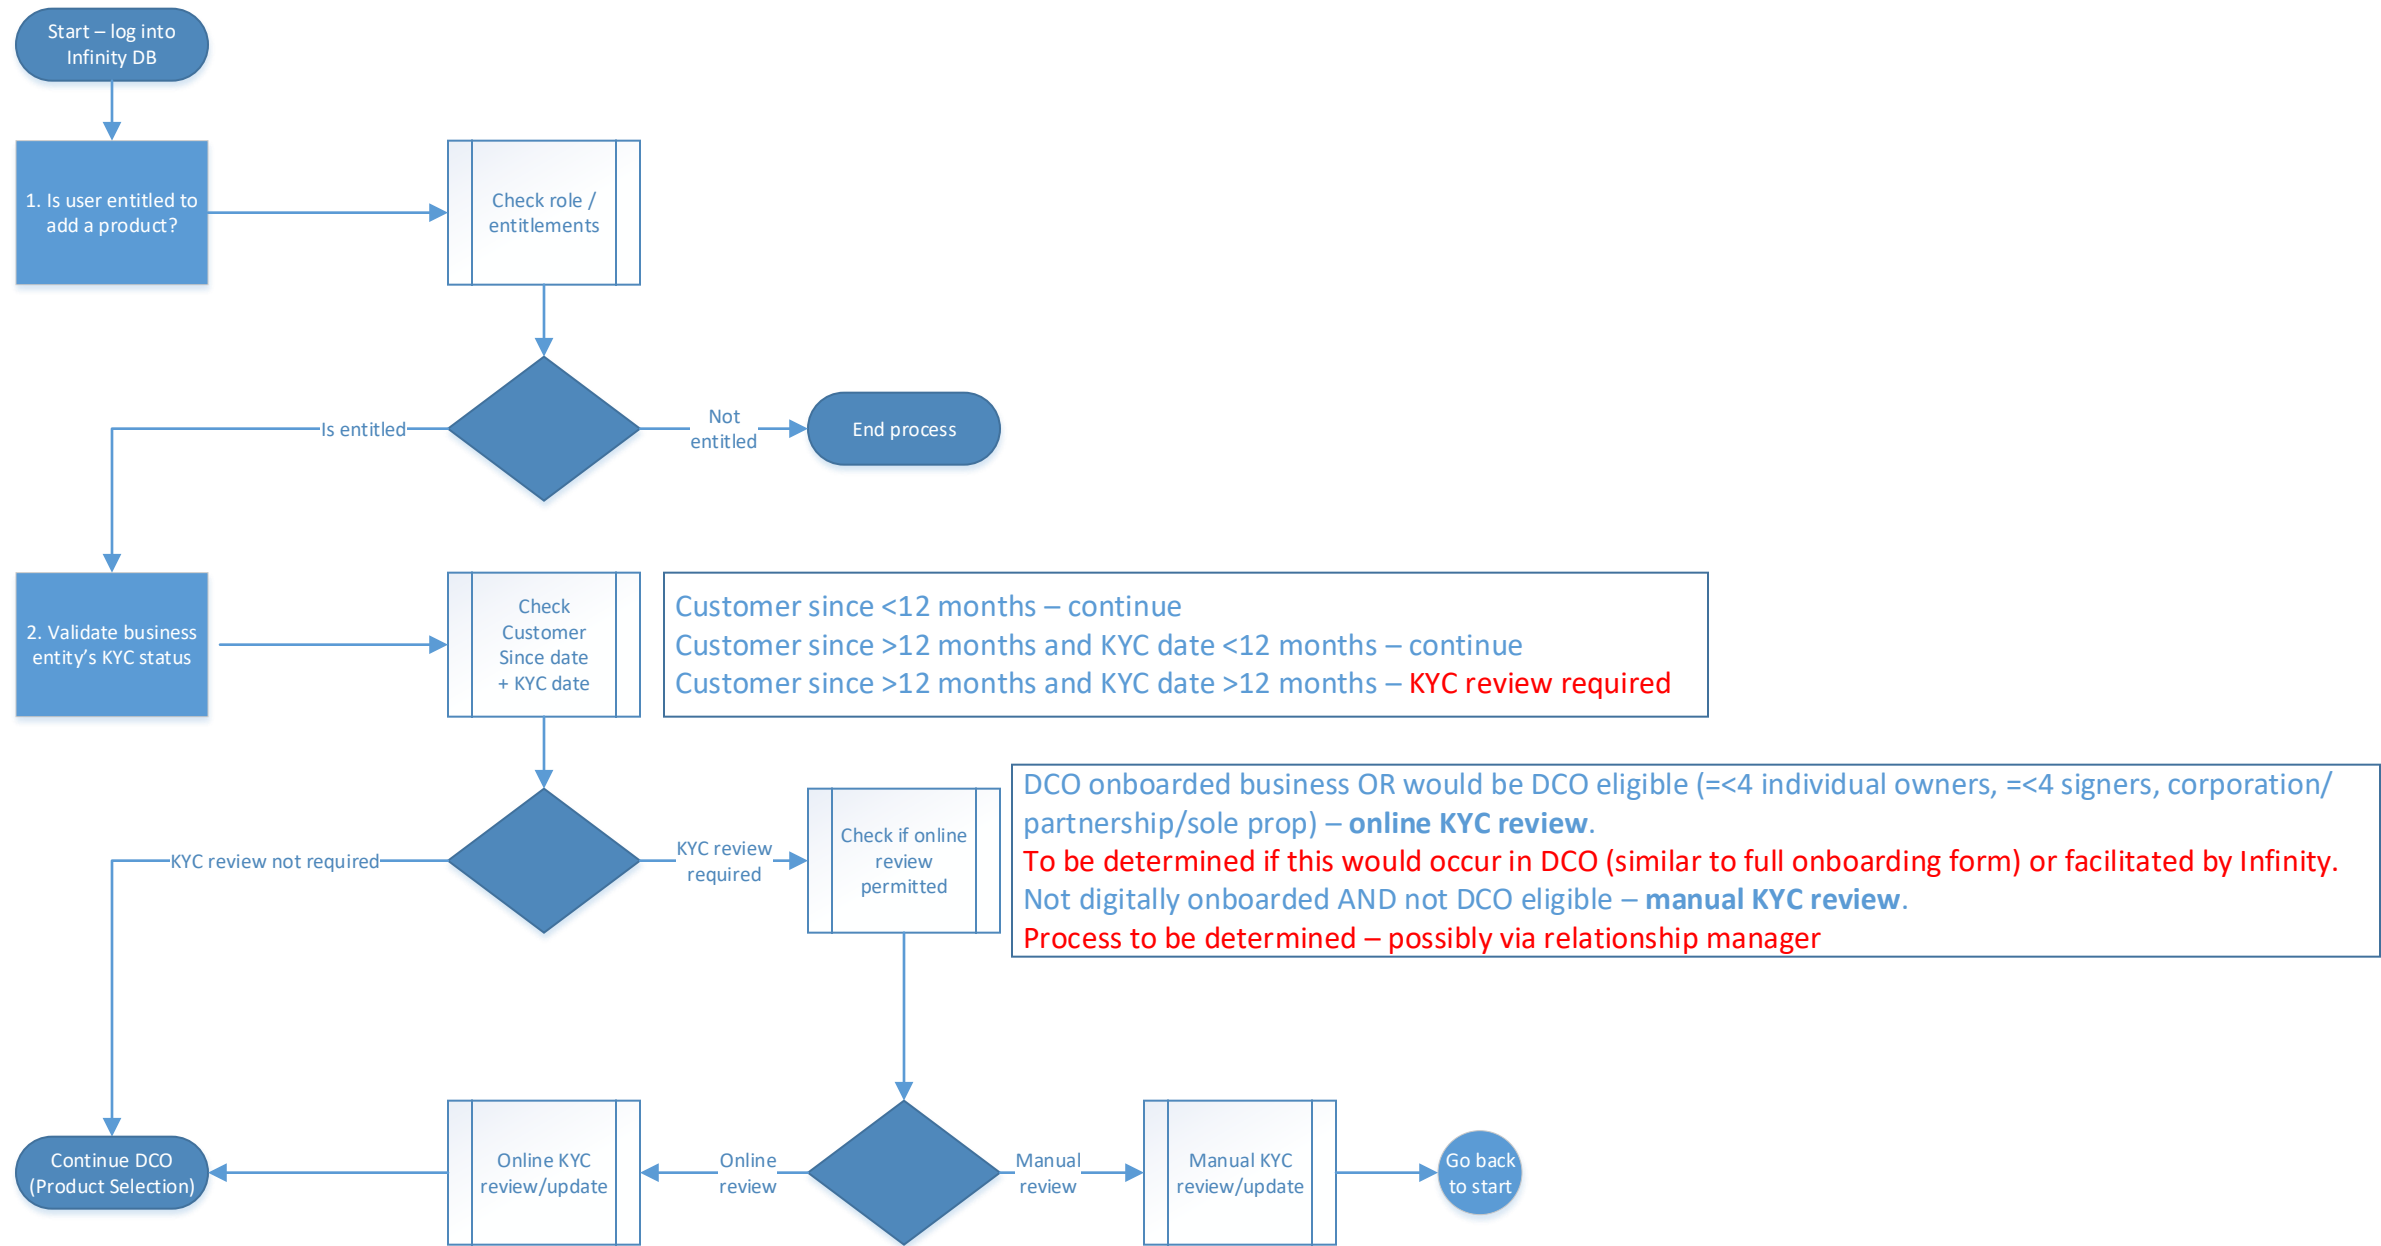 Start – log into
Infinity DB
1. Is user entitled to
add a product?
Check role /
entitlements
Is entitled
Not
entitled
End process
2. Validate business
entity’s KYC status
Check
Customer
Since date
+ KYC date
Customer since <12 months – continue
Customer since >12 months and KYC date <12 months – continue
Customer since >12 months and KYC date >12 months – KYC review required
KYC review not required
KYC review
required
Check if online
review
permitted
DCO onboarded business OR would be DCO eligible (=<4 individual owners, =<4 signers, corporation/
partnership/sole prop) – online KYC review.
To be determined if this would occur in DCO (similar to full onboarding form) or facilitated by Infinity.
Not digitally onboarded AND not DCO eligible – manual KYC review.
Process to be determined – possibly via relationship manager
Continue DCO
(Product Selection)
Online KYC
review/update
Online
review
Manual
review
Manual KYC
review/update
Go back
to start